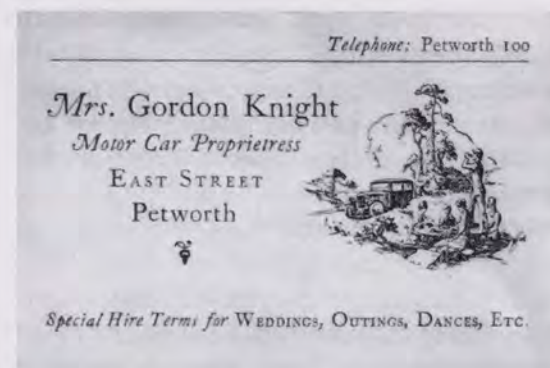 Telephone: Petworth 100
Mrs. Gordon Knight
Motor Car Proprietress
EAST STREET
Petworth
Special Hire Terms for WEDDINGS, OUTINGS, DANCES, ETC.